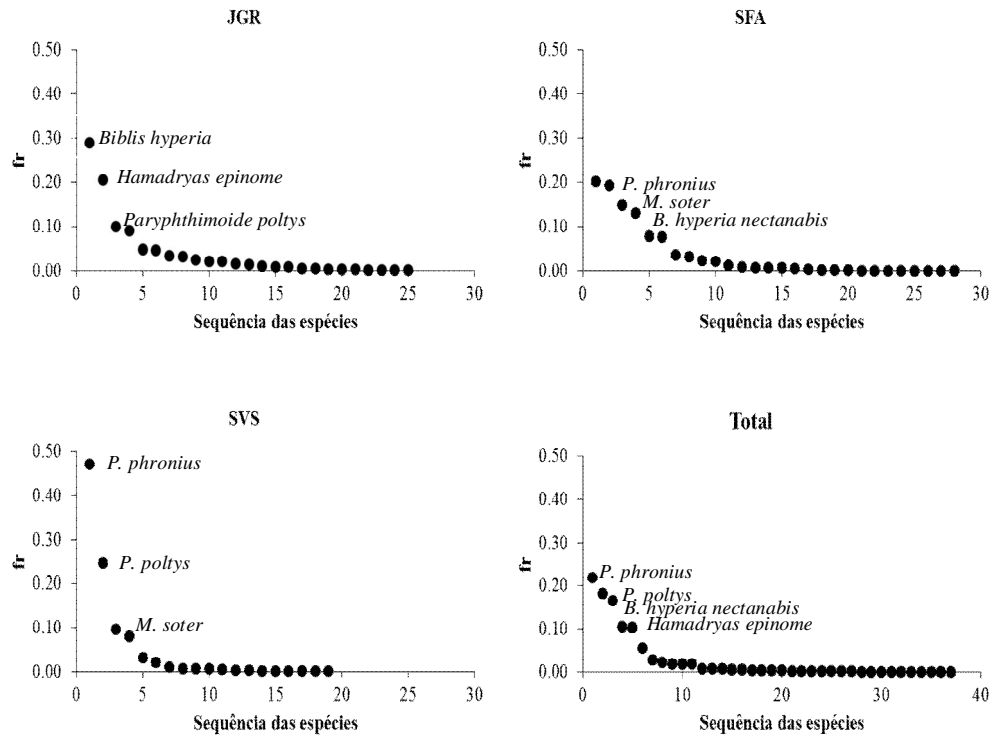 JGR
0.50
0.40
0.30
0.20
0.10
0.00
fr
Biblis hyperia
Hamadryas epinome
Paryphthimoide poltys
0 5 10 15 20 25 30
Sequência das espécies
SFA
0.50
0.40
0.30
0.20
0.10
0.00
fr
P. phronius
M. soter
B. hyperia nectanabis
0 5 10 15 20 25 30
Sequência das espécies
SVS
0.50
0.40
0.30
0.20
0.10
0.00
fr
P. phronius
P. poltys
M. soter
0 5 10 15 20 25 30
Sequência das espécies
Total
0.50
0.40
0.30
0.20
0.10
0.00
fr
P. phronius
P. poltys
B. hyperia nectanabis
Hamadryas epinome
0 10 20 30 40
Sequência das espécies